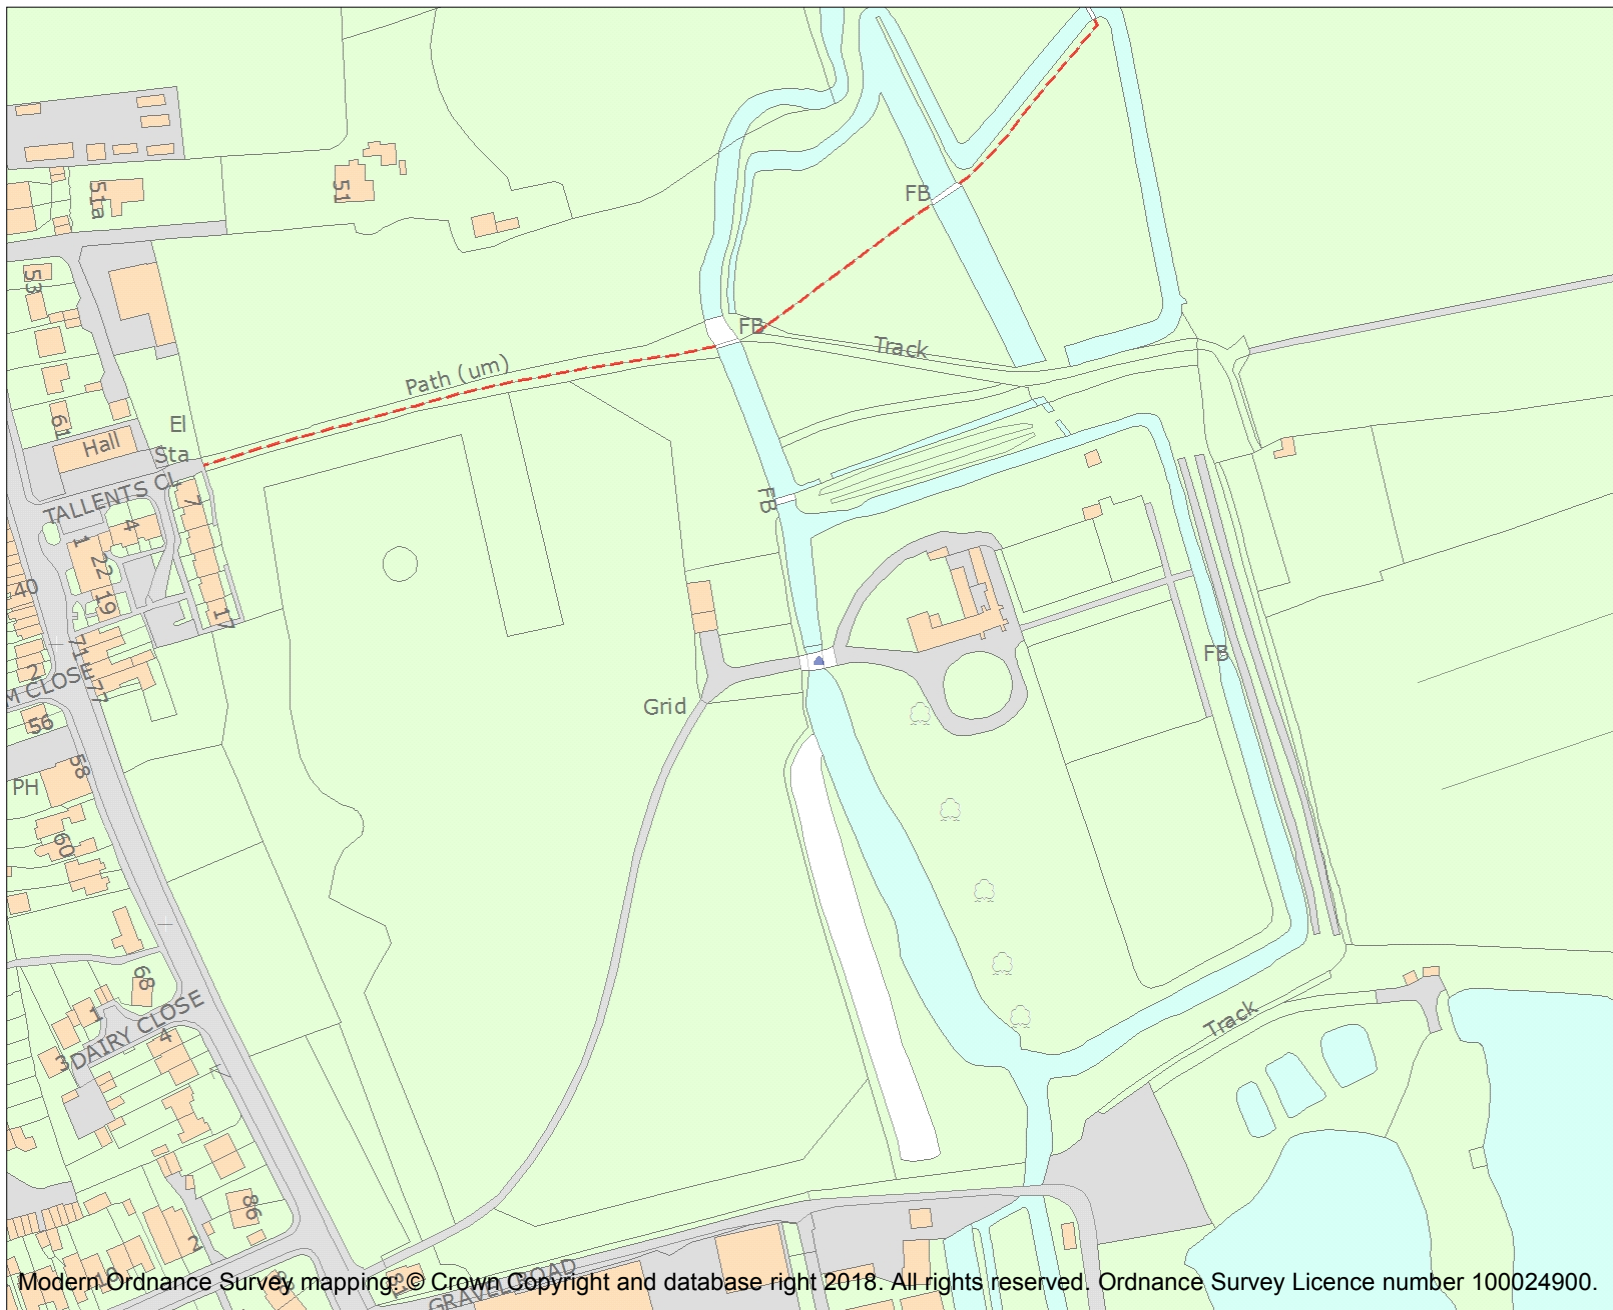 51a
51
FB
53
FB
Track
Path (um)
61
Hall
El
Sta
TALLENTS CL
7
4
1
22
19
17
40
FB
71
2
77
M CLOSE
56
58
PH
60
Grid
FB
68
1
DAIRY CLOSE
4
3
Track
86
2
GRAVEL ROAD
Modern Ordnance Survey mapping: © Crown Copyright and database right 2018. All rights reserved. Ordnance Survey Licence number 100024900.